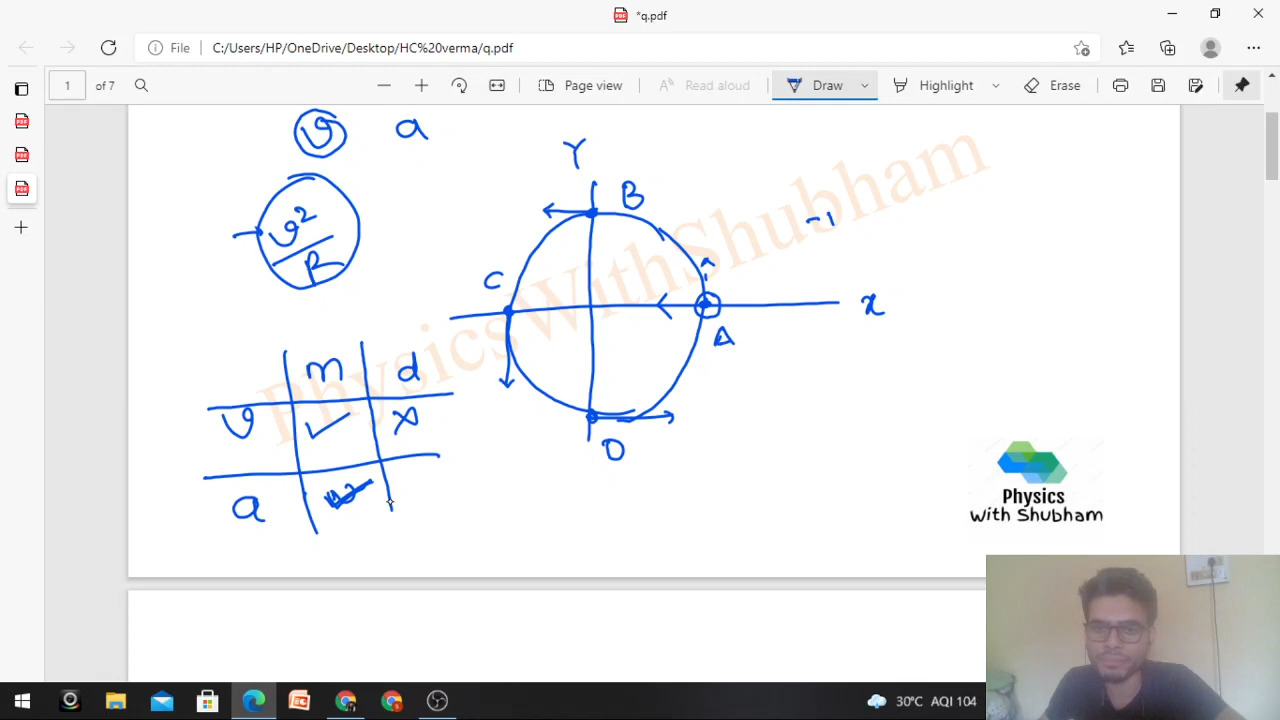 *q.pdf
File C:/Users/HP/OneDrive/Desktop/HC%20verma/q.pdf
1 of 7 Page view Read aloud Draw Highlight Erase
PhysicsWithShubham
v a
v²/R
Y
B
-1
C
x
A
D
m d
v ✓ ×
a ✓
Physics
With Shubham
30°C AQI 104